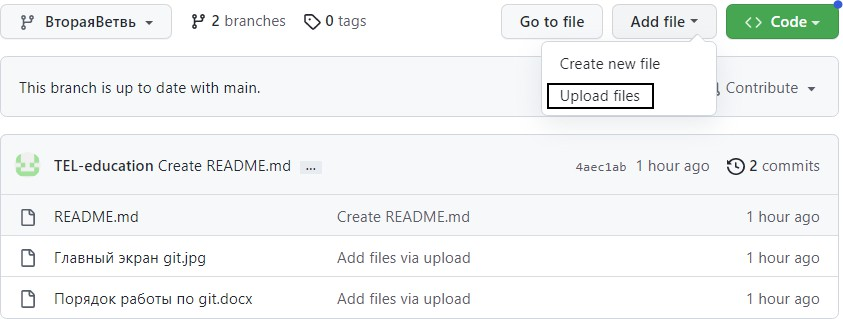 ВтораяВетвь 2 branches 0 tags Go to file Add file Code
Create new file
This branch is up to date with main. Contribute
Upload files
TEL-education Create README.md ... 4aec1ab 1 hour ago 2 commits
README.md Create README.md 1 hour ago
Главный экран git.jpg Add files via upload 1 hour ago
Порядок работы по git.docx Add files via upload 1 hour ago